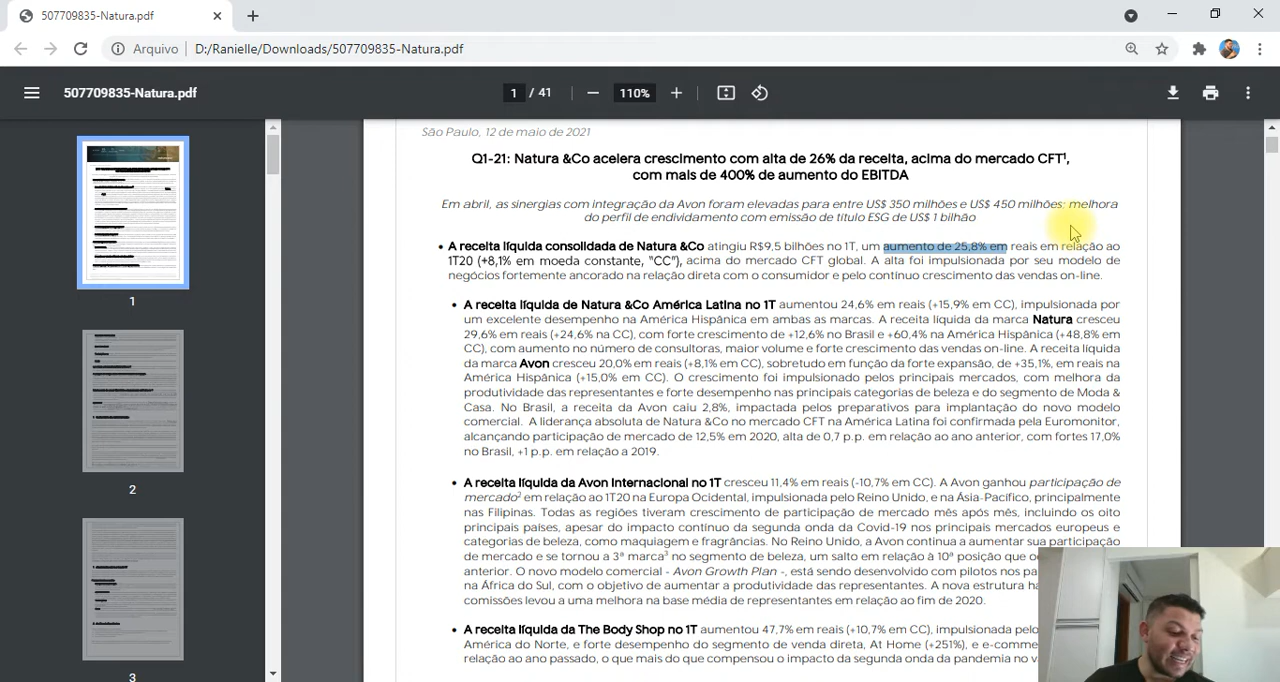 507709835-Natura.pdf
Arquivo
D:/Ranielle/Downloads/507709835-Natura.pdf
507709835-Natura.pdf
1 / 41
110%
São Paulo, 12 de maio de 2021
Q1-21: Natura &Co acelera crescimento com alta de 26% da receita, acima do mercado CFT¹,
com mais de 400% de aumento do EBITDA
Em abril, as sinergias com integração da Avon foram elevadas para entre US$ 350 milhões e US$ 450 milhões; melhora
do perfil de endividamento com emissão de título ESG de US$ 1 bilhão
• A receita líquida consolidada de Natura &Co atingiu R$9,5 bilhões no 1T, um aumento de 25,8% em reais em relação ao
1T20 (+8,1% em moeda constante, "CC"), acima do mercado CFT global. A alta foi impulsionada por seu modelo de
negócios fortemente ancorado na relação direta com o consumidor e pelo contínuo crescimento das vendas on-line.
• A receita líquida de Natura &Co América Latina no 1T aumentou 24,6% em reais (+15,9% em CC), impulsionada por
um excelente desempenho na América Hispânica em ambas as marcas. A receita líquida da marca Natura cresceu
29,6% em reais (+24,6% na CC), com forte crescimento de +12,6% no Brasil e +60,4% na América Hispânica (+48,8% em
CC), com aumento no número de consultoras, maior volume e forte crescimento das vendas on-line. A receita líquida
da marca Avon cresceu 20,0% em reais (+8,1% em CC), sobretudo em função da forte expansão, de +35,1%, em reais na
América Hispânica (+15,0% em CC). O crescimento foi impulsionado pelos principais mercados, com melhora da
produtividade das representantes e forte desempenho nas principais categorias de beleza e do segmento de Moda &
Casa. No Brasil, a receita da Avon caiu 2,8%, impactada pelos preparativos para implantação do novo modelo
comercial. A liderança absoluta de Natura &Co no mercado CFT na América Latina foi confirmada pela Euromonitor,
alcançando participação de mercado de 12,5% em 2020, alta de 0,7 p.p. em relação ao ano anterior, com fortes 17,0%
no Brasil, +1 p.p. em relação a 2019.
• A receita líquida da Avon Internacional no 1T cresceu 11,4% em reais (-10,7% em CC). A Avon ganhou participação de
mercado² em relação ao 1T20 na Europa Ocidental, impulsionada pelo Reino Unido, e na Ásia-Pacífico, principalmente
nas Filipinas. Todas as regiões tiveram crescimento de participação de mercado mês após mês, incluindo os oito
principais países, apesar do impacto contínuo da segunda onda da Covid-19 nos principais mercados europeus e
categorias de beleza, como maquiagem e fragrâncias. No Reino Unido, a Avon continua a aumentar sua participação
de mercado e se tornou a 3ª marca³ no segmento de beleza, um salto em relação à 10ª posição que
anterior. O novo modelo comercial - Avon Growth Plan -, está sendo desenvolvido com pilotos nos
na África do Sul, com o objetivo de aumentar a produtividade das representantes. A nova estrutura
comissões levou a uma melhora na base média de representantes em relação ao fim de 2020.
• A receita líquida da The Body Shop no 1T aumentou 47,7% em reais (+10,7% em CC), impulsionada
América do Norte, e forte desempenho do segmento de venda direta, At Home (+251%), e
relação ao ano passado, o que mais do que compensou o impacto da segunda onda da pandemia no
1
2
3